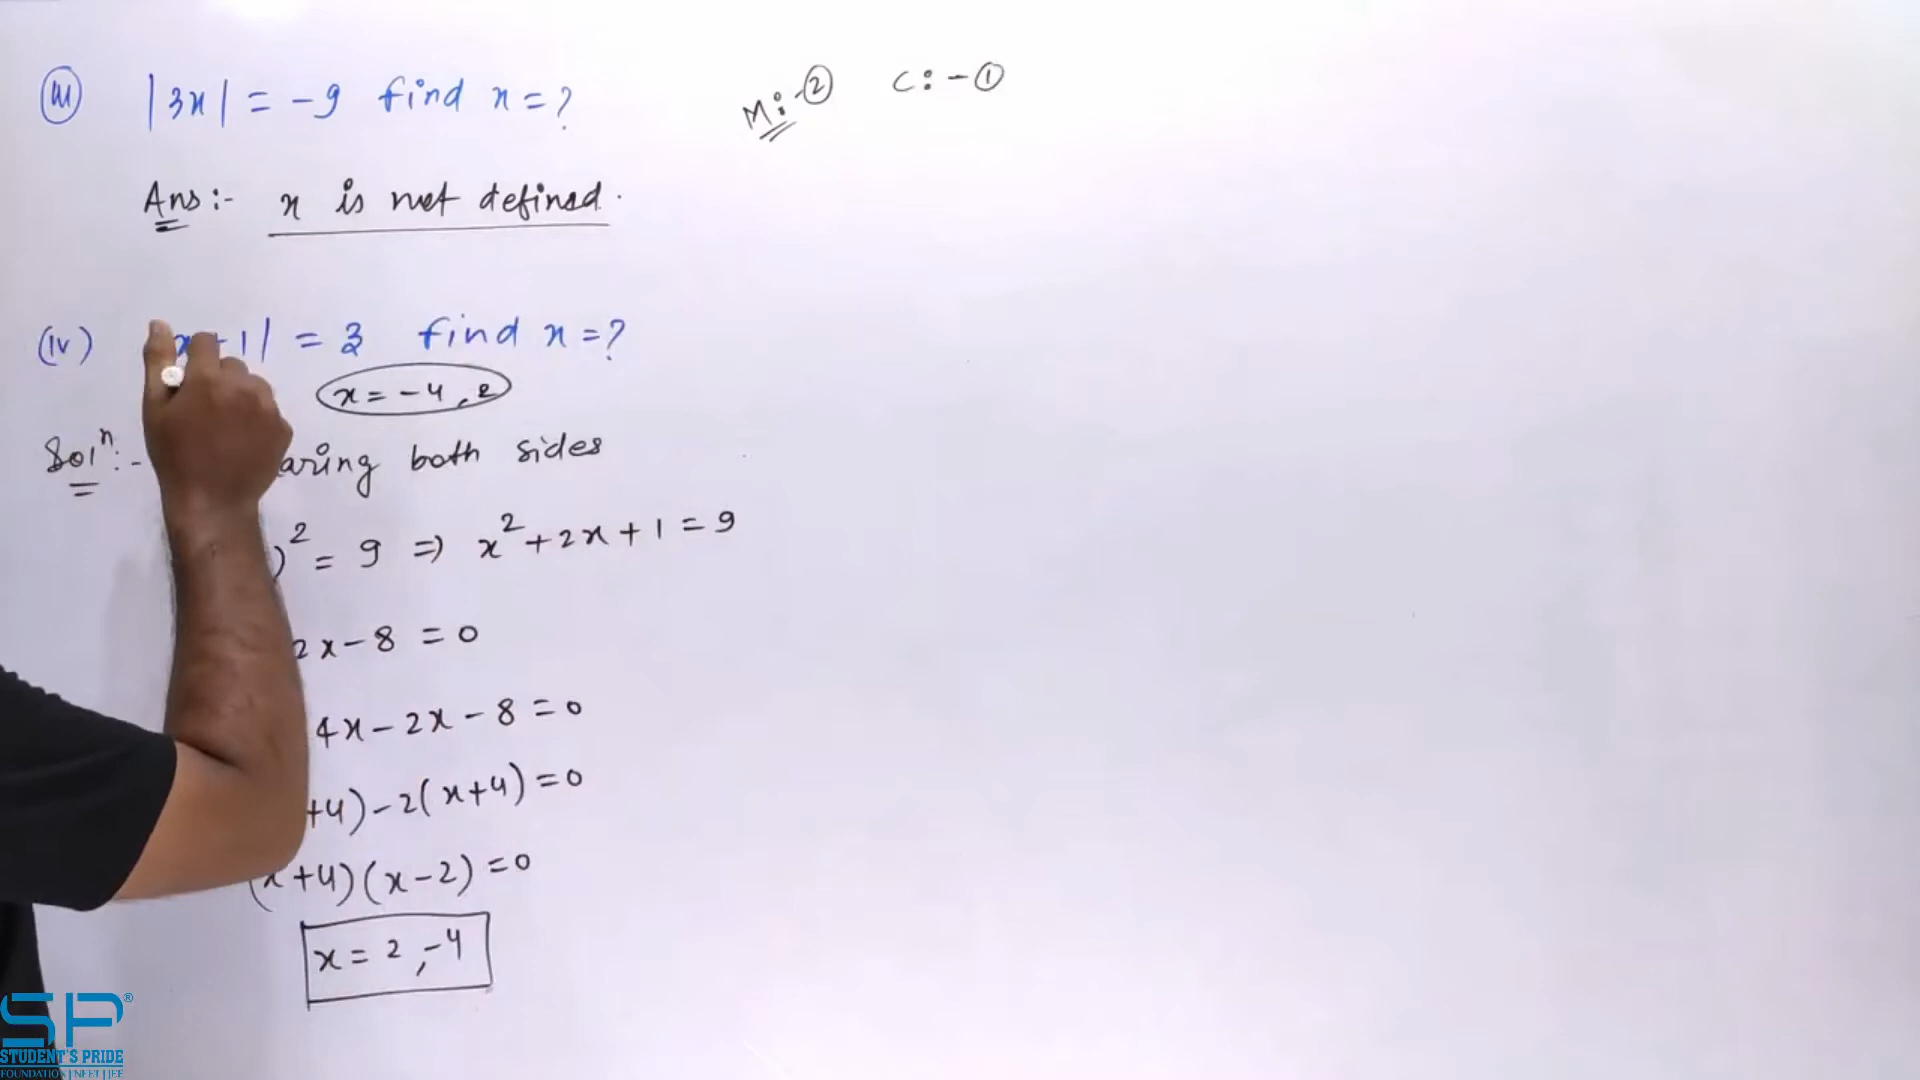 (iii) |3x| = -9 find x = ?
M:- ② C:- ①
Ans:- x is not defined.
(iv) x+1| = 3 find x = ?
x = -4, 2
Solⁿ:- aring both sides
)² = 9 => x² + 2x + 1 = 9
2x - 8 = 0
4x - 2x - 8 = 0
+4) - 2(x+4) = 0
(x+4)(x-2) = 0
x = 2, -4
SP®
STUDENT'S PRIDE
FOUNDATION | NEET | JEE